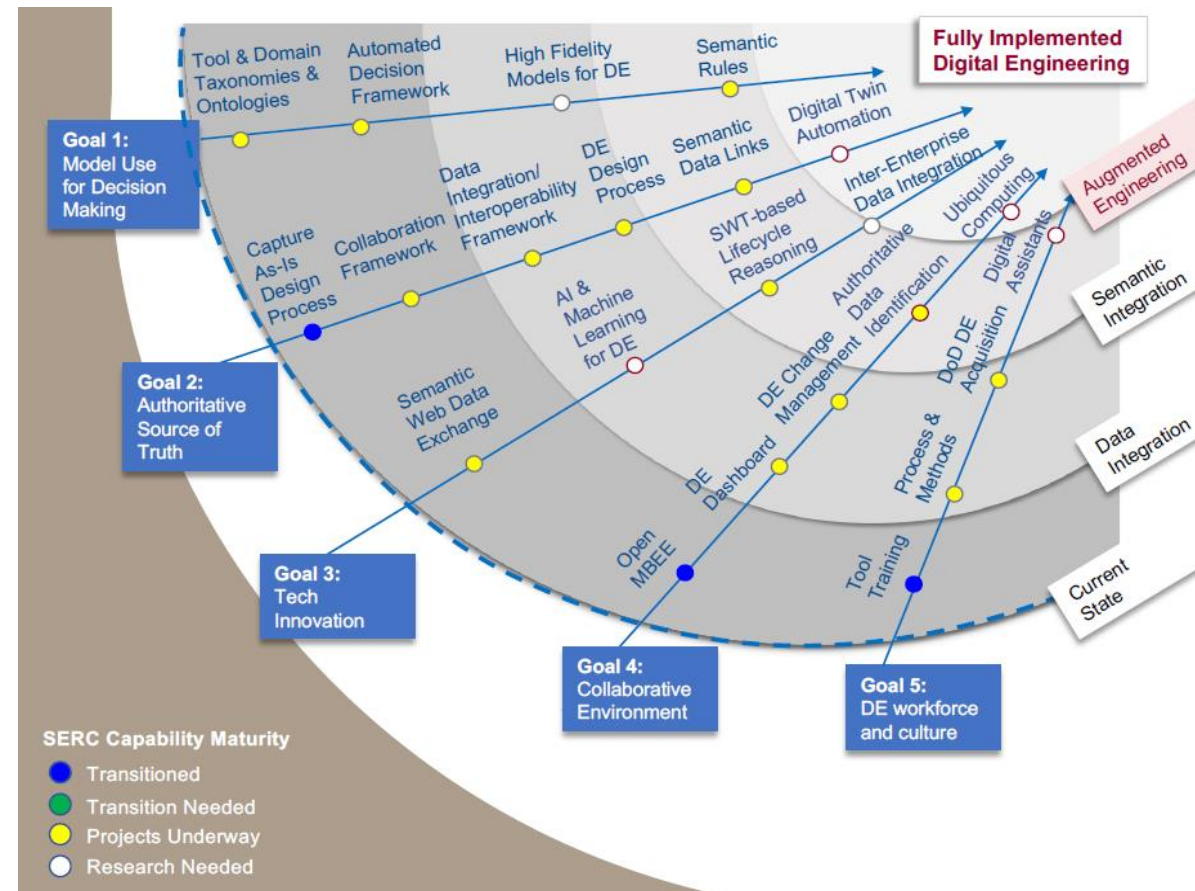 Tool & Domain
Taxonomies &
Ontologies
Automated
Decision
Framework
High Fidelity
Models for DE
Semantic
Rules
Fully Implemented
Digital Engineering
Goal 1:
Model Use
for Decision
Making
Capture
As-Is
Design
Process
Collaboration
Framework
Data
Integration/
Interoperability
Framework
DE
Design
Process
Semantic
Data Links
Digital Twin
Automation
Goal 2:
Authoritative
Source of
Truth
Semantic
Web Data
Exchange
AI &
Machine
Learning
for DE
SWT-based
Lifecycle
Reasoning
Inter-Enterprise
Data Integration
Goal 3:
Tech
Innovation
Open
MBEE
DE
Dashboard
DE Change
Management
Authoritative
Data
Identification
Ubiquitous
Computing
Goal 4:
Collaborative
Environment
Tool
Training
Process &
Methods
DoD DE
Acquisition
Digital
Assistants
Goal 5:
DE workforce
and culture
Augmented
Engineering
Semantic
Integration
Data
Integration
Current
State
SERC Capability Maturity
Transitioned
Transition Needed
Projects Underway
Research Needed